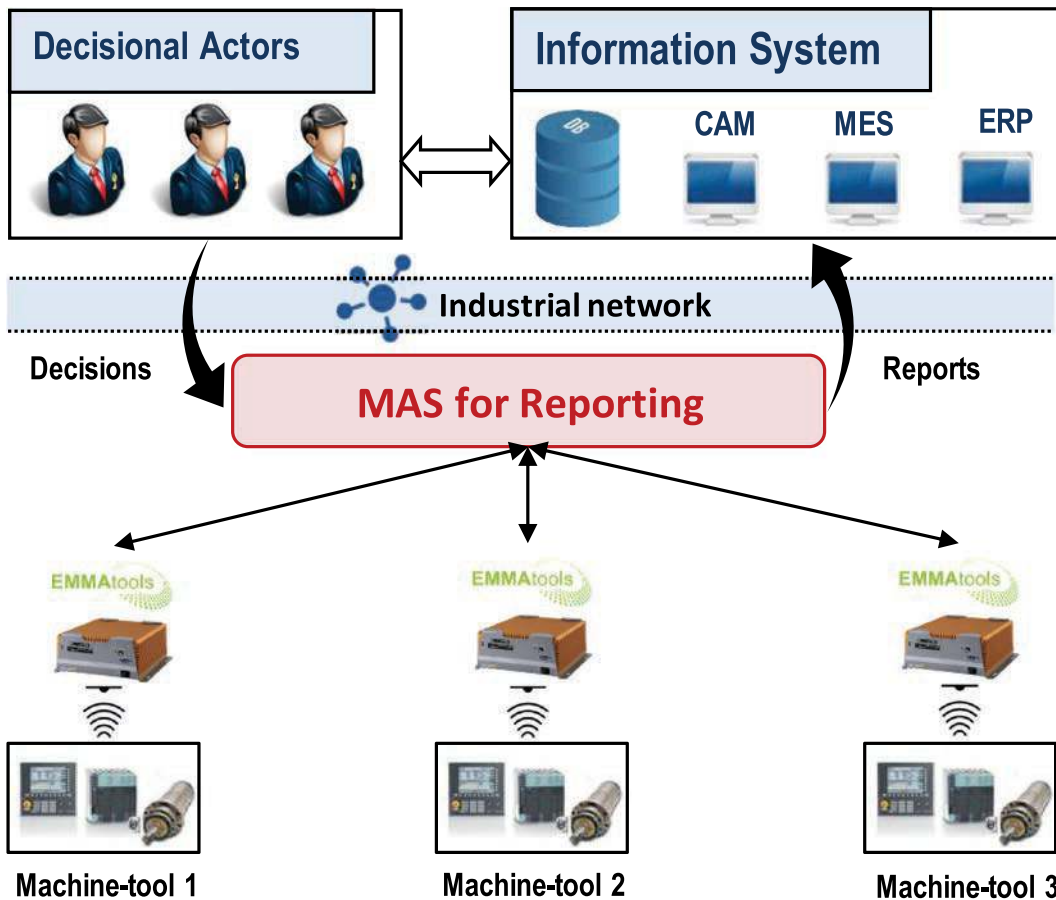 Decisional Actors
Information System
DB
CAM
MES
ERP
Industrial network
Decisions
Reports
MAS for Reporting
EMMAtools
EMMAtools
EMMAtools
Machine-tool 1
Machine-tool 2
Machine-tool 3